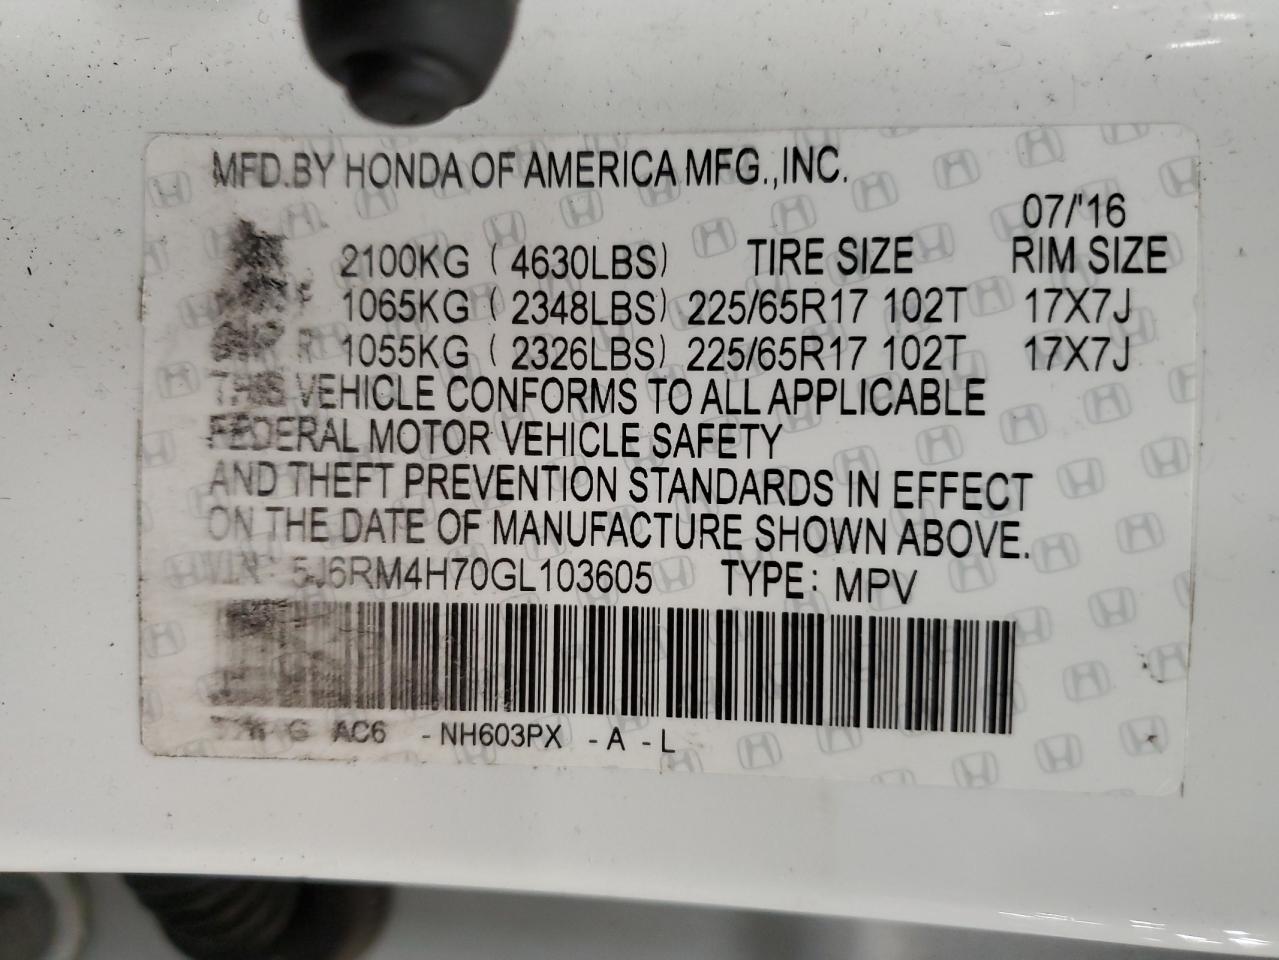 MFD.BY HONDA OF AMERICA MFG.,INC.
07/'16
2100KG ( 4630LBS) TIRE SIZE RIM SIZE
1065KG ( 2348LBS) 225/65R17 102T 17X7J
R 1055KG ( 2326LBS) 225/65R17 102T 17X7J
THIS VEHICLE CONFORMS TO ALL APPLICABLE
FEDERAL MOTOR VEHICLE SAFETY
AND THEFT PREVENTION STANDARDS IN EFFECT
ON THE DATE OF MANUFACTURE SHOWN ABOVE.
VIN: 5J6RM4H70GL103605 TYPE: MPV
G AC6 -NH603PX -A -L